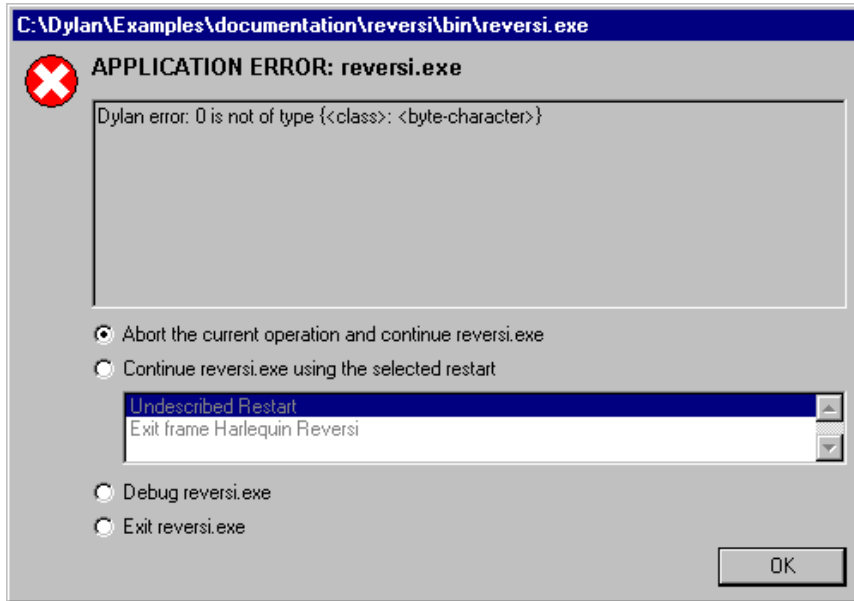 C:\Dylan\Examples\documentation\reversi\bin\reversi.exe
APPLICATION ERROR: reversi.exe
Dylan error: 0 is not of type {<class>: <byte-character>}
Abort the current operation and continue reversi.exe
Continue reversi.exe using the selected restart
Undescribed Restart
Exit frame Harlequin Reversi
Debug reversi.exe
Exit reversi.exe
OK